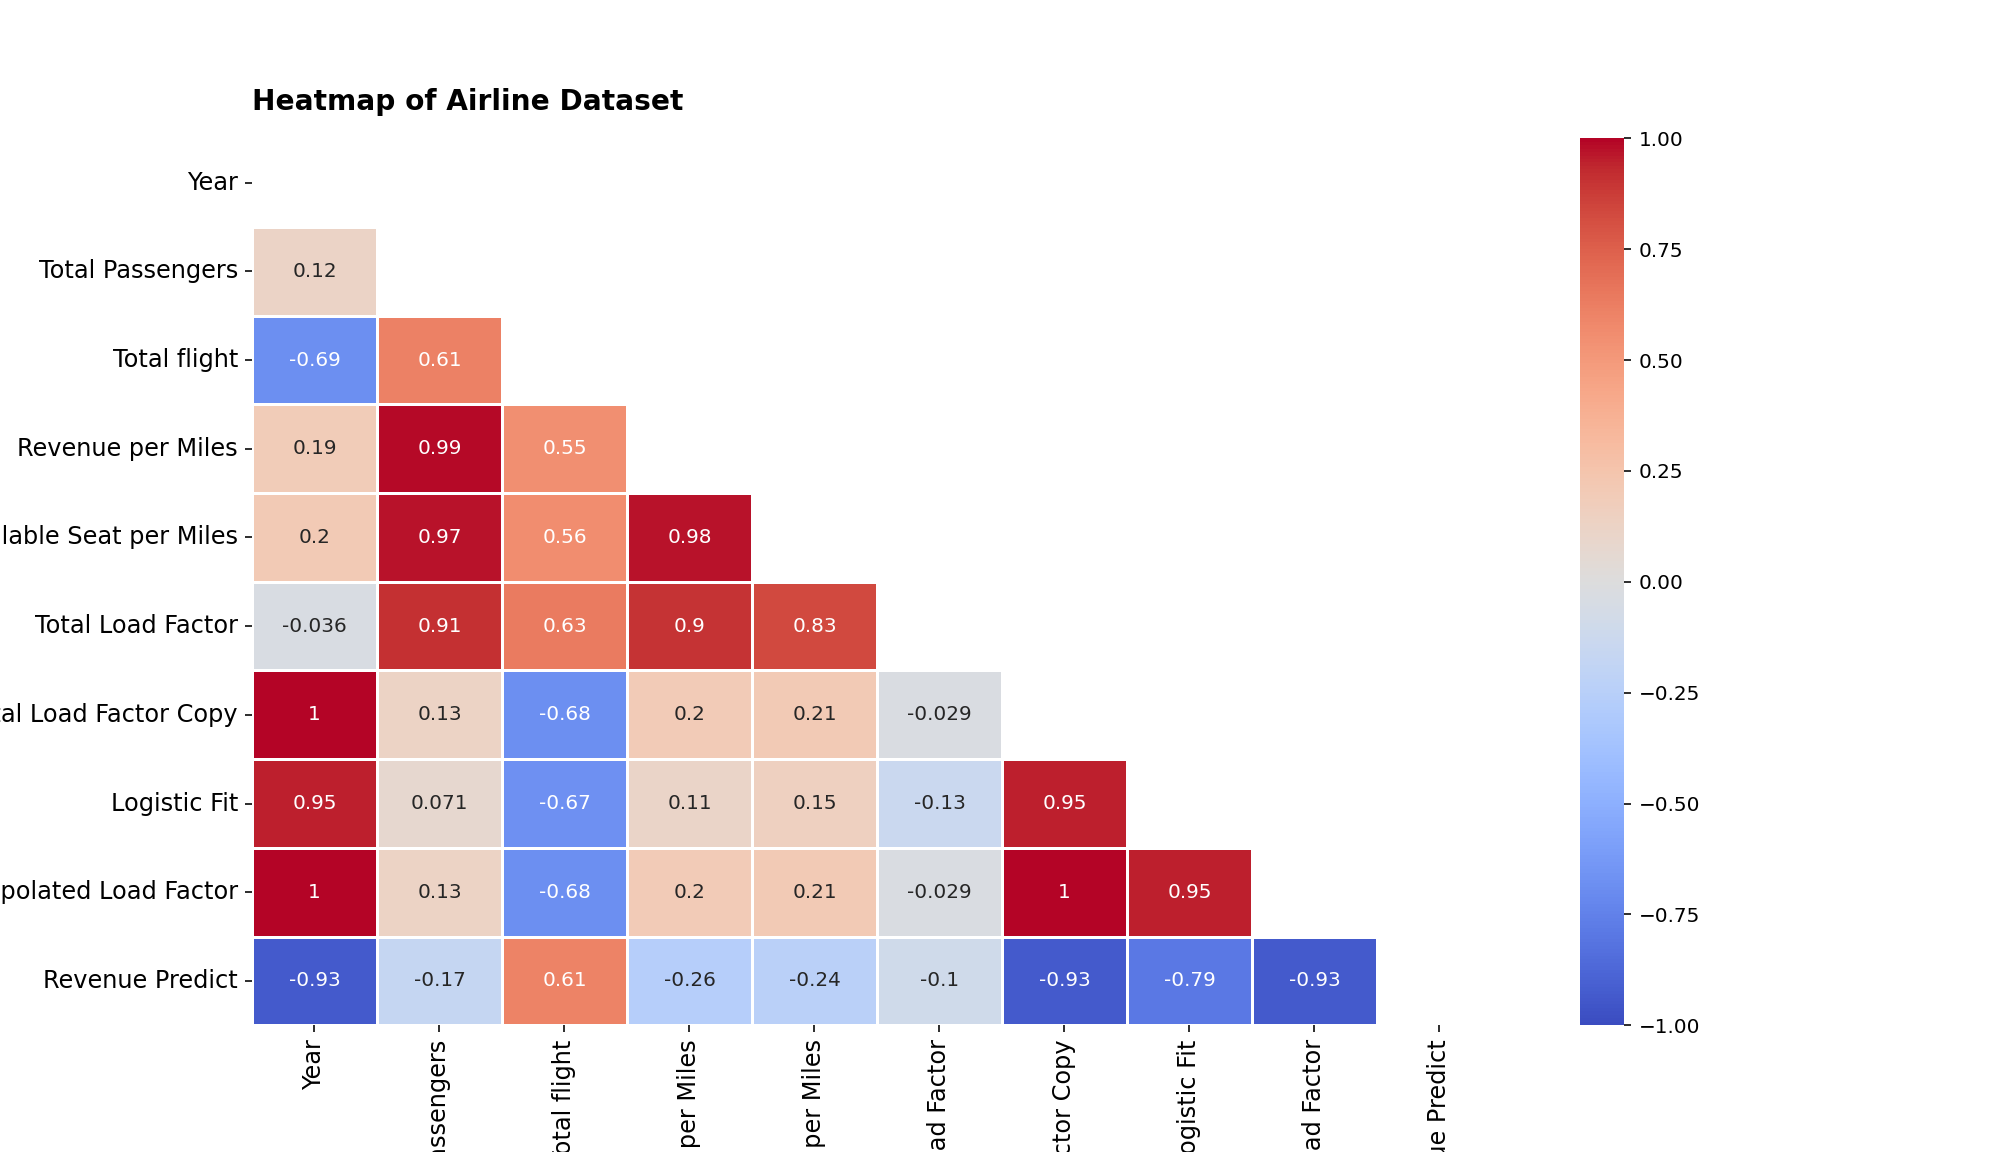 Heatmap of Airline Dataset
1.00
Year
0.75
Total Passengers 0.12
Total flight -0.69 0.61
0.50
Revenue per Miles 0.19 0.99 0.55
0.25
lable Seat per Miles 0.2 0.97 0.56 0.98
0.00
Total Load Factor -0.036 0.91 0.63 0.9 0.83
−0.25
al Load Factor Copy 1 0.13 -0.68 0.2 0.21 -0.029
Logistic Fit 0.95 0.071 -0.67 0.11 0.15 -0.13 0.95
−0.50
polated Load Factor 1 0.13 -0.68 0.2 0.21 -0.029 1 0.95
−0.75
Revenue Predict -0.93 -0.17 0.61 -0.26 -0.24 -0.1 -0.93 -0.79 -0.93
−1.00
Year
assengers
otal flight
per Miles
per Miles
ad Factor
ctor Copy
ogistic Fit
ad Factor
ue Predict